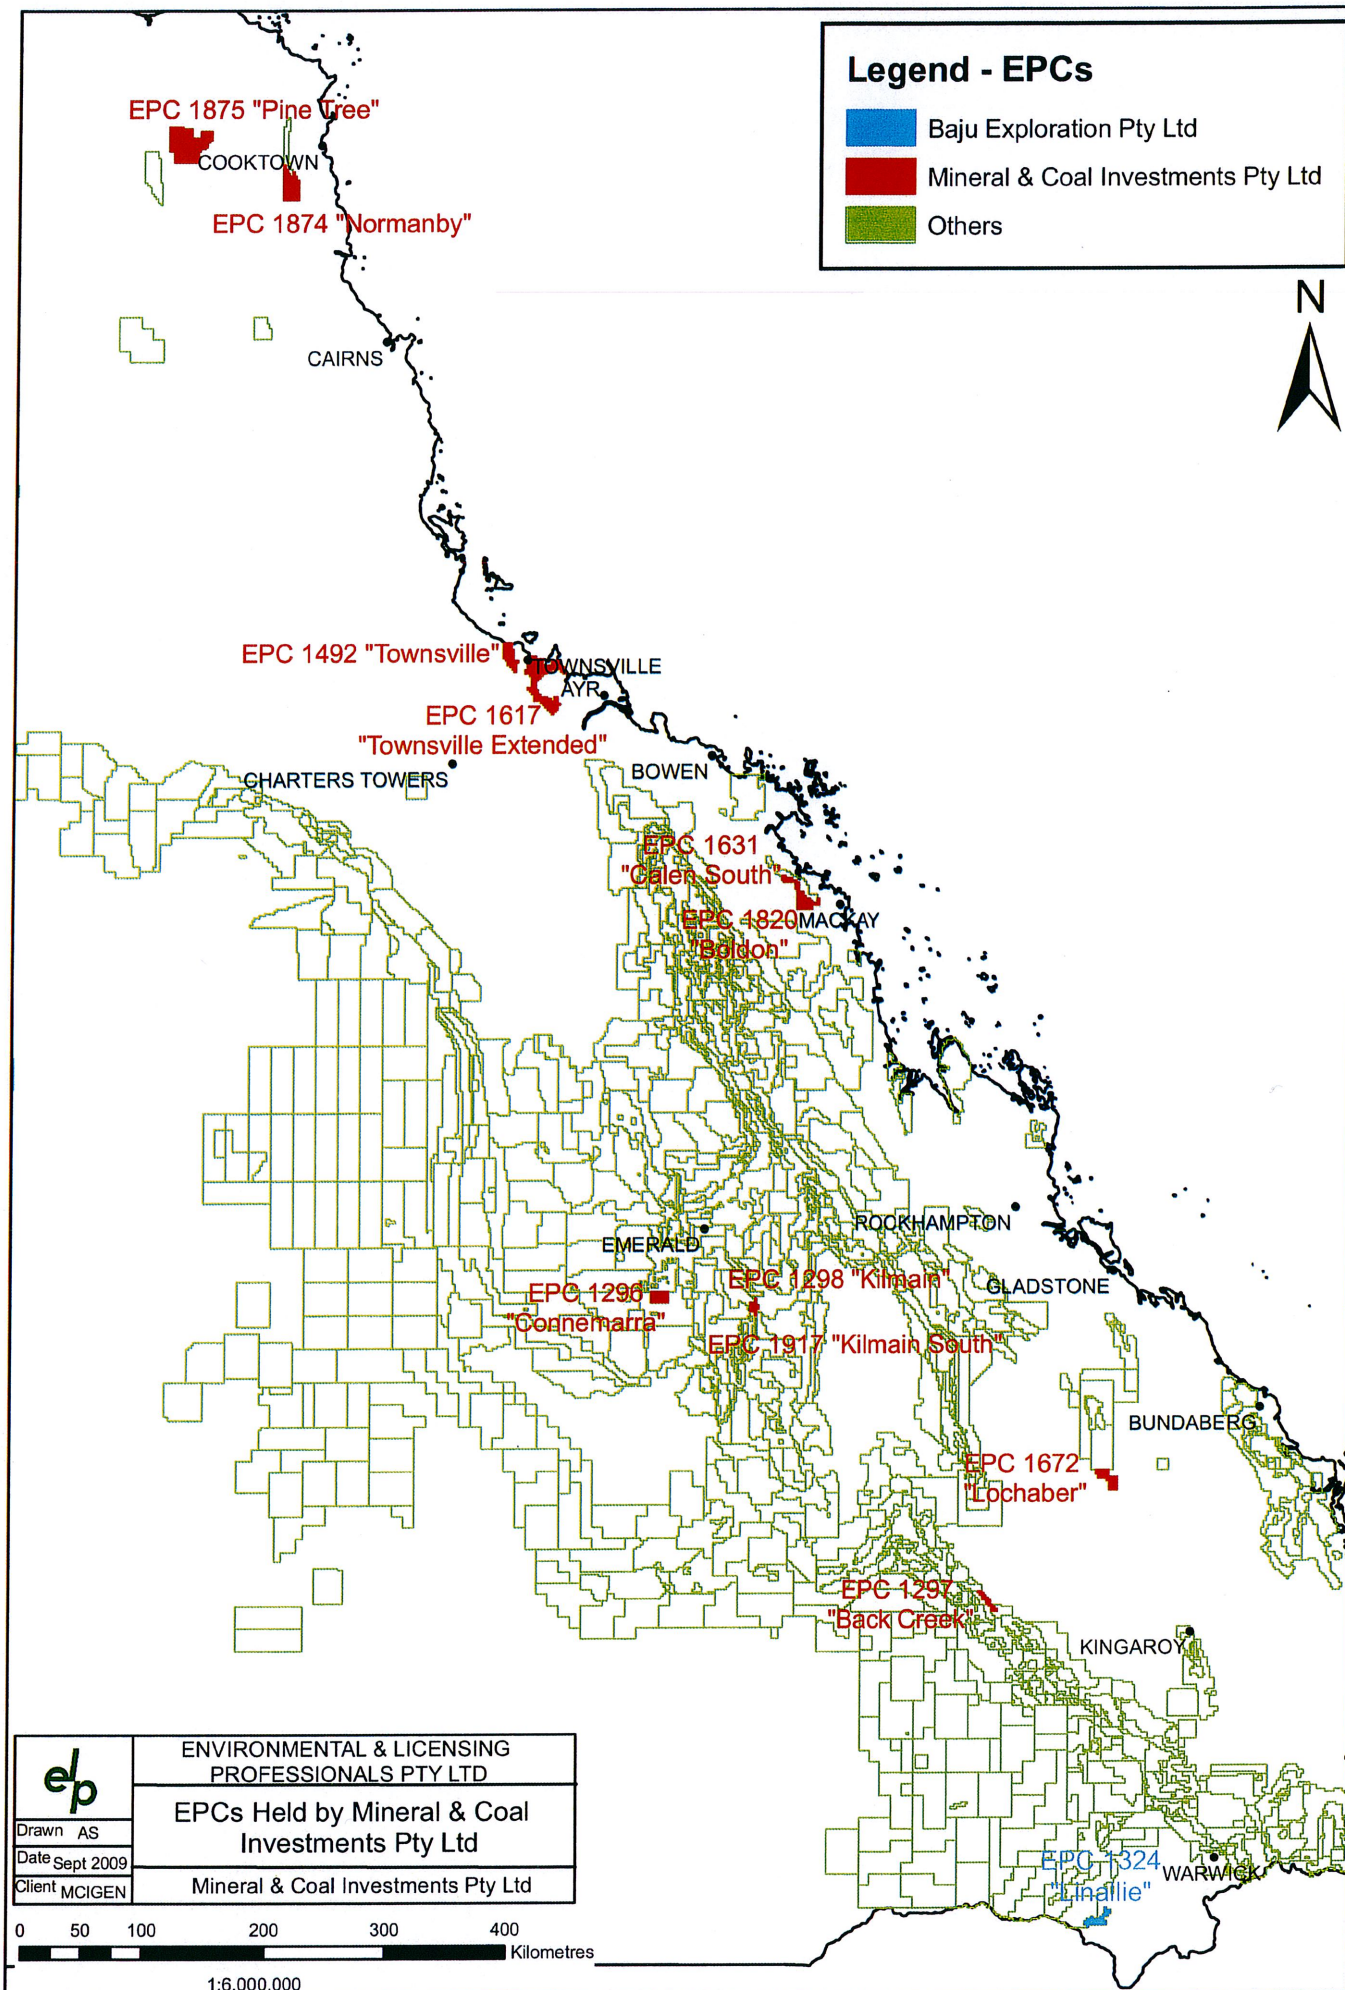 Legend - EPCs
Baju Exploration Pty Ltd
Mineral & Coal Investments Pty Ltd
Others
N
EPC 1875 "Pine Tree"
COOKTOWN
EPC 1874 "Normanby"
CAIRNS
EPC 1492 "Townsville"
TOWNSVILLE
AYR
EPC 1617
"Townsville Extended"
CHARTERS TOWERS
BOWEN
EPC 1631
"Calen South"
EPC 1820
"Boldon"
MACKAY
ROCKHAMPTON
EMERALD
EPC 1298 "Kilmain"
GLADSTONE
EPC 1296
"Connemarra"
EPC 1917 "Kilmain South"
BUNDABERG
EPC 1672
"Lochaber"
EPC 1297
"Back Creek"
KINGAROY
EPC 1324
"Linallie"
WARWICK
elp
ENVIRONMENTAL & LICENSING
PROFESSIONALS PTY LTD
EPCs Held by Mineral & Coal
Investments Pty Ltd
Mineral & Coal Investments Pty Ltd
Drawn AS
Date Sept 2009
Client MCIGEN
0 50 100 200 300 400
Kilometres
1:6,000,000